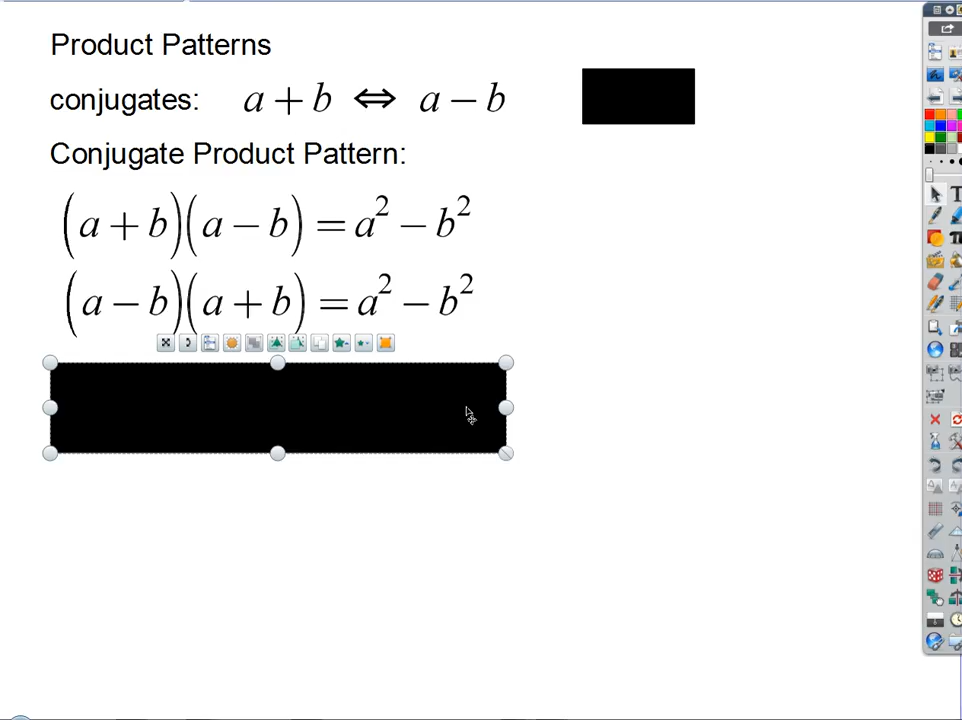 Product Patterns
conjugates: a + b ⇔ a − b
Conjugate Product Pattern:
(a + b)(a − b) = a² − b²
(a − b)(a + b) = a² − b²